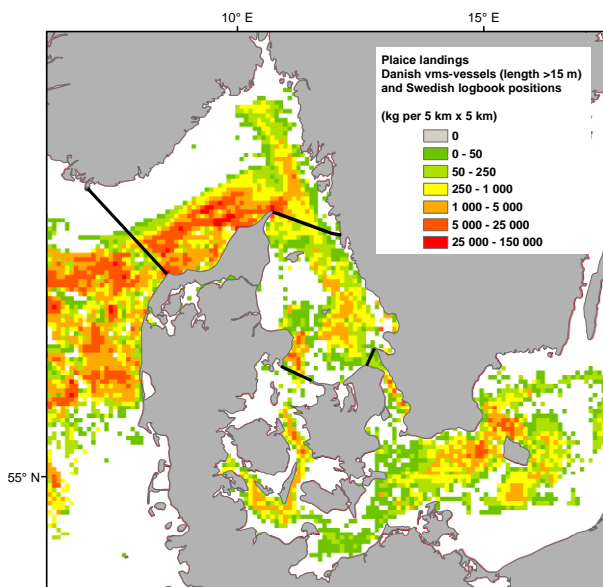 10° E 15° E
Plaice landings
Danish vms-vessels (length >15 m)
and Swedish logbook positions
(kg per 5 km x 5 km)
0
0 - 50
50 - 250
250 - 1 000
1 000 - 5 000
5 000 - 25 000
25 000 - 150 000
55° N